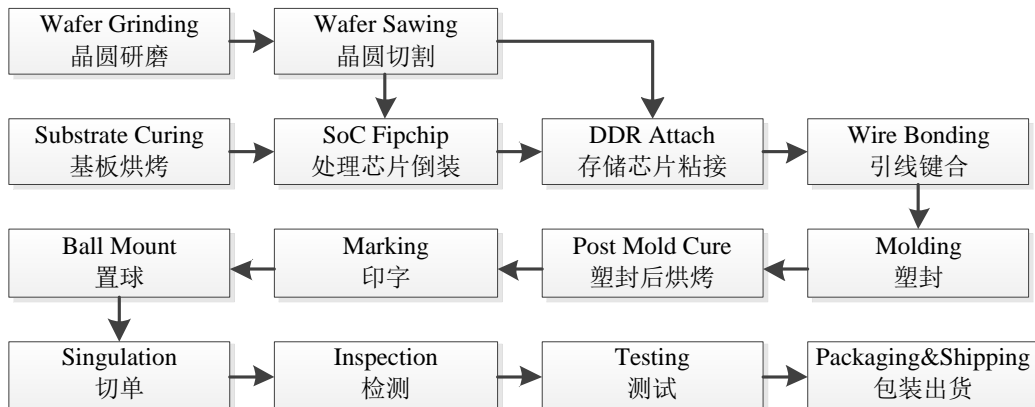 Wafer Grinding
晶圆研磨
Wafer Sawing
晶圆切割
Substrate Curing
基板烘烤
SoC Fipchip
处理芯片倒装
DDR Attach
存储芯片粘接
Wire Bonding
引线键合
Ball Mount
置球
Marking
印字
Post Mold Cure
塑封后烘烤
Molding
塑封
Singulation
切单
Inspection
检测
Testing
测试
Packaging&Shipping
包装出货